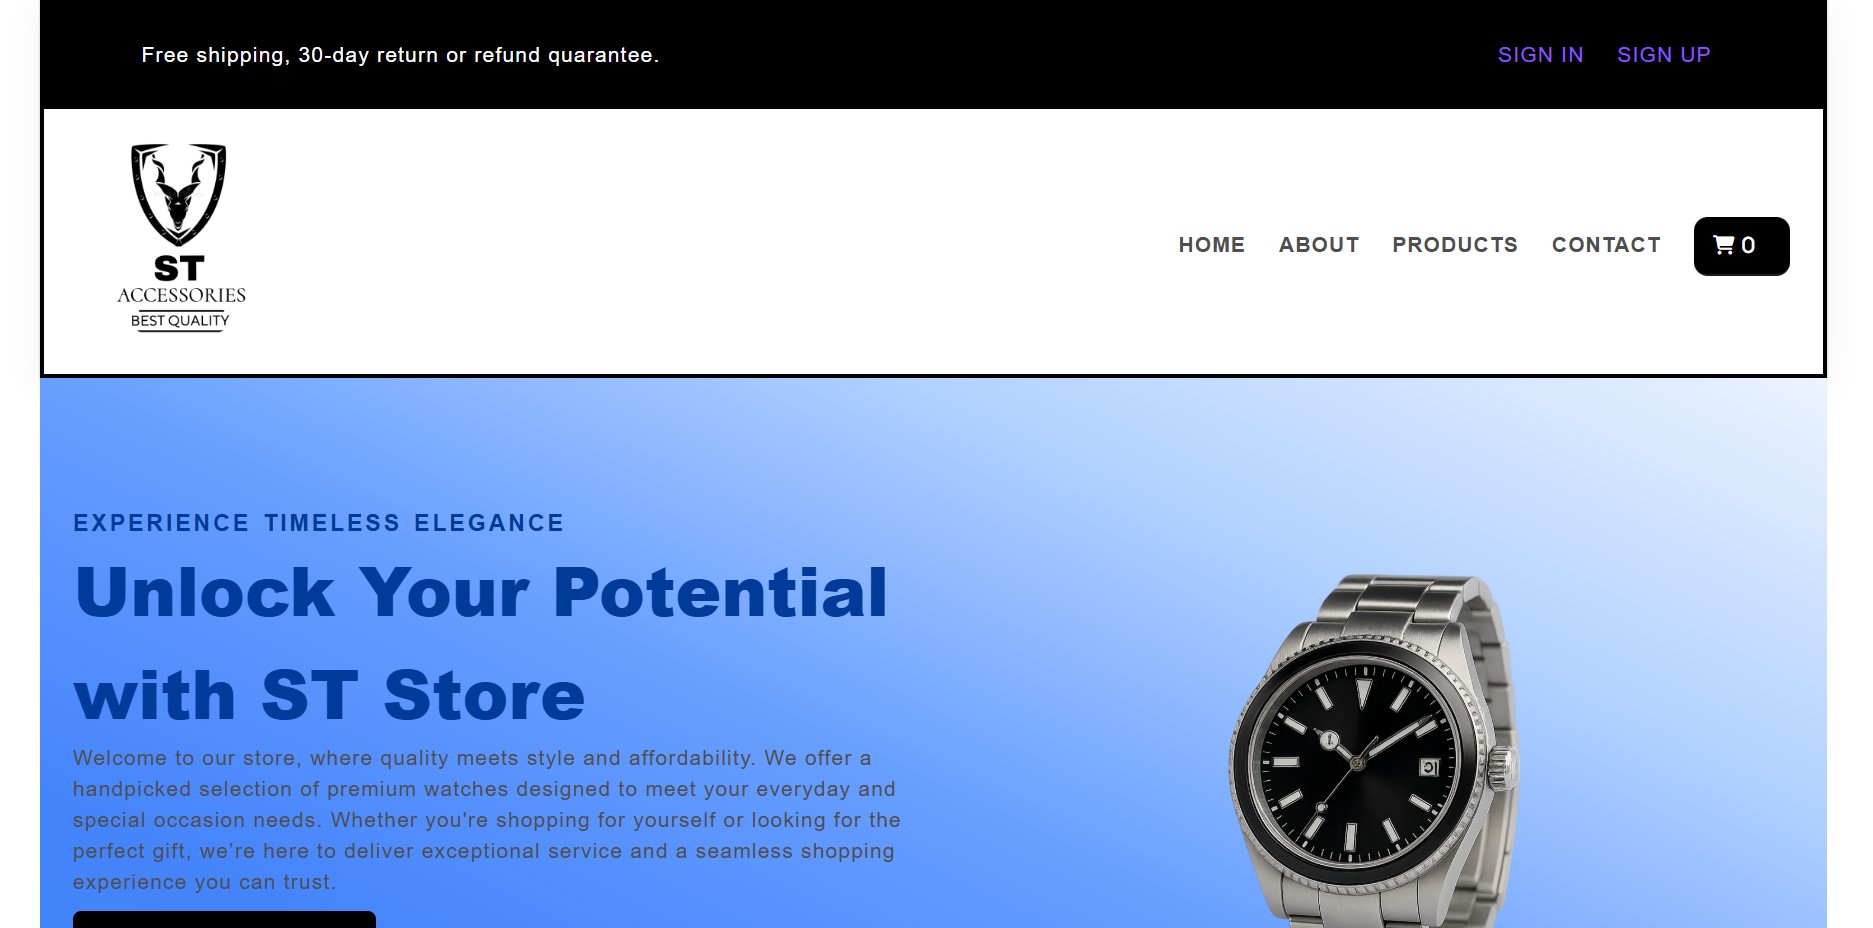 Free shipping, 30-day return or refund quarantee.
SIGN IN SIGN UP
ST
ACCESSORIES
BEST QUALITY
HOME ABOUT PRODUCTS CONTACT 0
EXPERIENCE TIMELESS ELEGANCE
Unlock Your Potential
with ST Store
Welcome to our store, where quality meets style and affordability. We offer a
handpicked selection of premium watches designed to meet your everyday and
special occasion needs. Whether you're shopping for yourself or looking for the
perfect gift, we’re here to deliver exceptional service and a seamless shopping
experience you can trust.